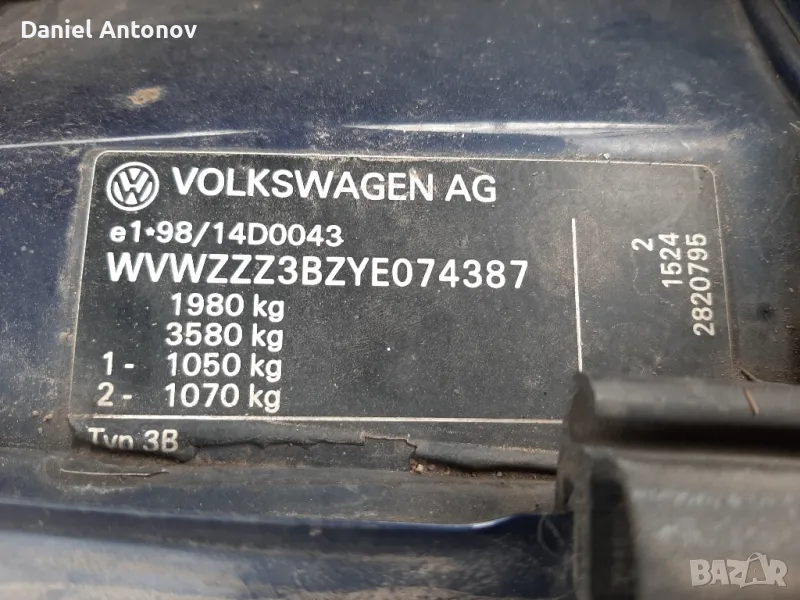 Daniel Antonov
VOLKSWAGEN AG
e1*98/14D0043
WVWZZZ3BZYE074387
1980 kg
3580 kg
1- 1050 kg
2- 1070 kg
Typ 3B
2
1524
2820795
BAZAR